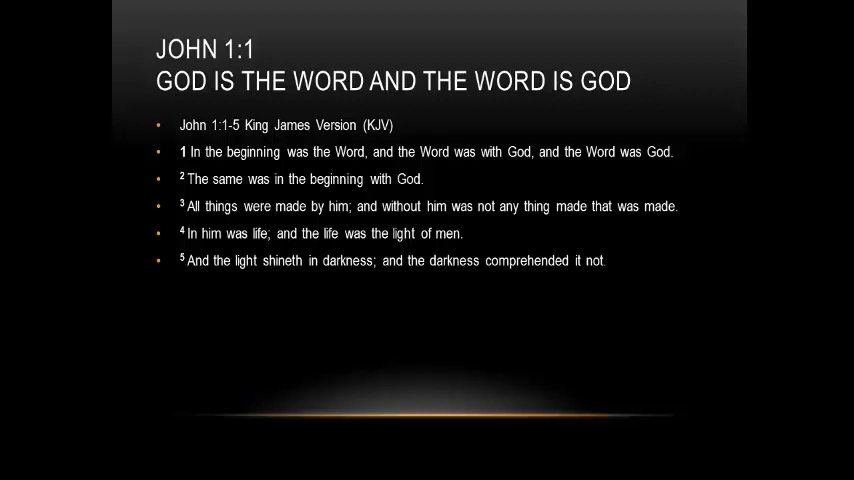 JOHN 1:1
GOD IS THE WORD AND THE WORD IS GOD
• John 1:1-5 King James Version (KJV)
• 1 In the beginning was the Word, and the Word was with God, and the Word was God.
• 2 The same was in the beginning with God.
• 3 All things were made by him; and without him was not any thing made that was made.
• 4 In him was life; and the life was the light of men.
• 5 And the light shineth in darkness; and the darkness comprehended it not.